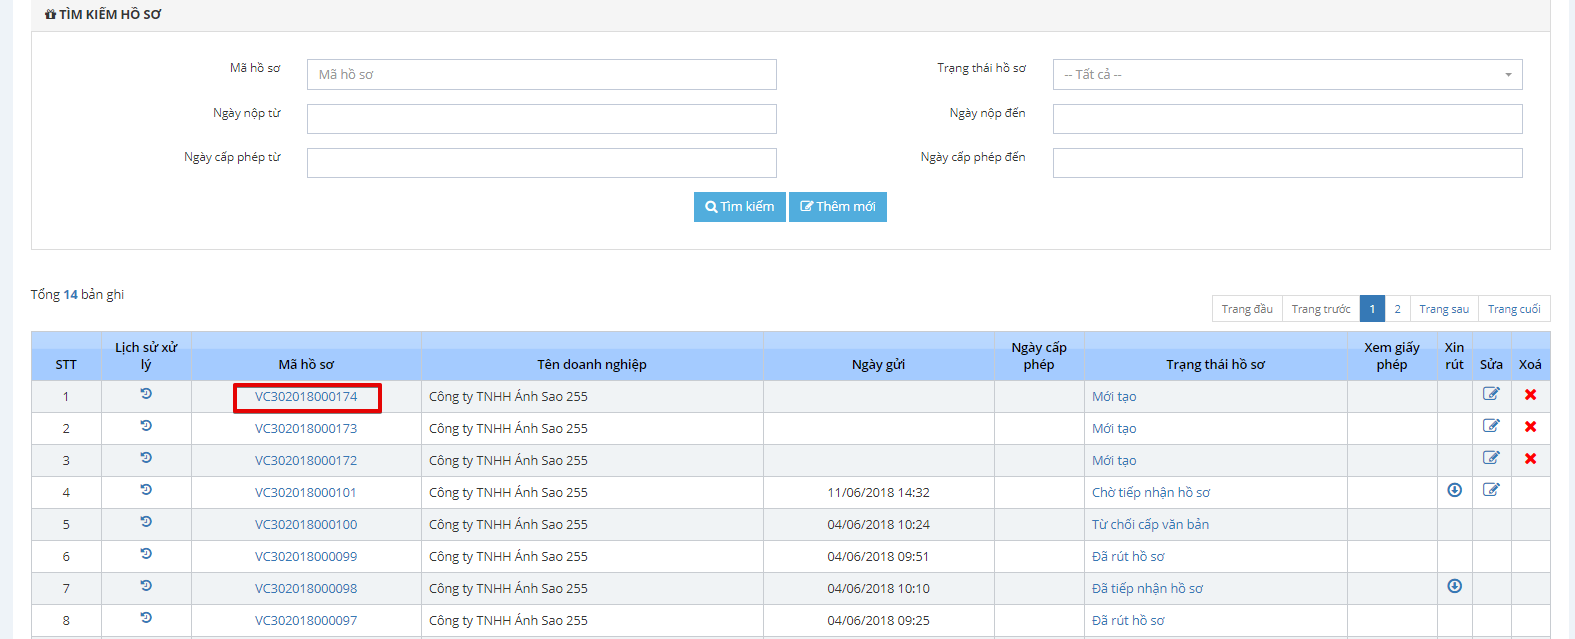 TÌM KIẾM HỒ SƠ
Mã hồ sơ Mã hồ sơ Trạng thái hồ sơ -- Tất cả --
Ngày nộp từ Ngày nộp đến
Ngày cấp phép từ Ngày cấp phép đến
Tìm kiếm Thêm mới
Tổng 14 bản ghi
Trang đầu Trang trước 1 2 Trang sau Trang cuối
STT Lịch sử xử lý Mã hồ sơ Tên doanh nghiệp Ngày gửi Ngày cấp phép Trạng thái hồ sơ Xem giấy phép Xin rút Sửa Xoá
1 VC302018000174 Công ty TNHH Ánh Sao 255 Mới tạo
2 VC302018000173 Công ty TNHH Ánh Sao 255 Mới tạo
3 VC302018000172 Công ty TNHH Ánh Sao 255 Mới tạo
4 VC302018000101 Công ty TNHH Ánh Sao 255 11/06/2018 14:32 Chờ tiếp nhận hồ sơ
5 VC302018000100 Công ty TNHH Ánh Sao 255 04/06/2018 10:24 Từ chối cấp văn bản
6 VC302018000099 Công ty TNHH Ánh Sao 255 04/06/2018 09:51 Đã rút hồ sơ
7 VC302018000098 Công ty TNHH Ánh Sao 255 04/06/2018 10:10 Đã tiếp nhận hồ sơ
8 VC302018000097 Công ty TNHH Ánh Sao 255 04/06/2018 09:25 Đã rút hồ sơ